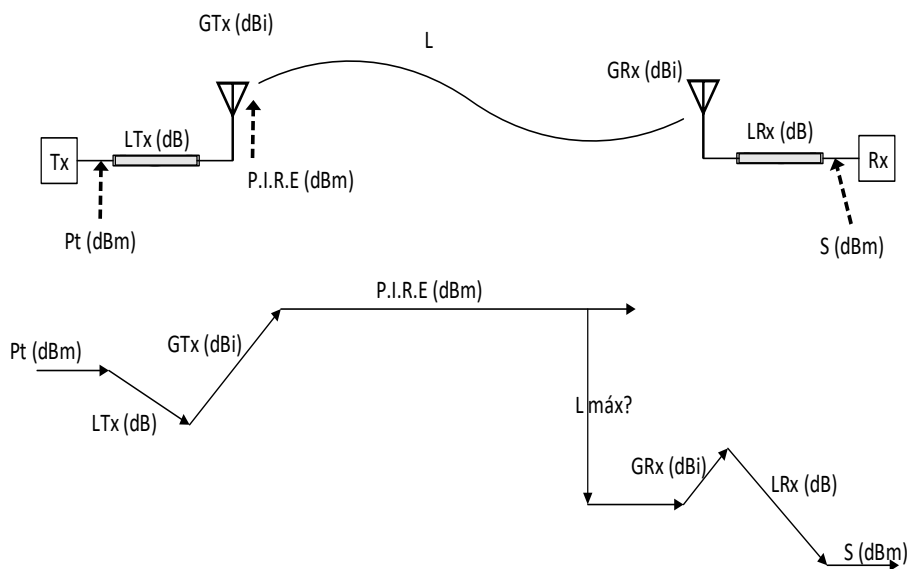 GTx (dBi)
L
GRx (dBi)
LTx (dB)
LRx (dB)
Tx
Rx
P.I.R.E (dBm)
Pt (dBm)
S (dBm)
P.I.R.E (dBm)
GTx (dBi)
Pt (dBm)
L máx?
LTx (dB)
GRx (dBi)
LRx (dB)
S (dBm)